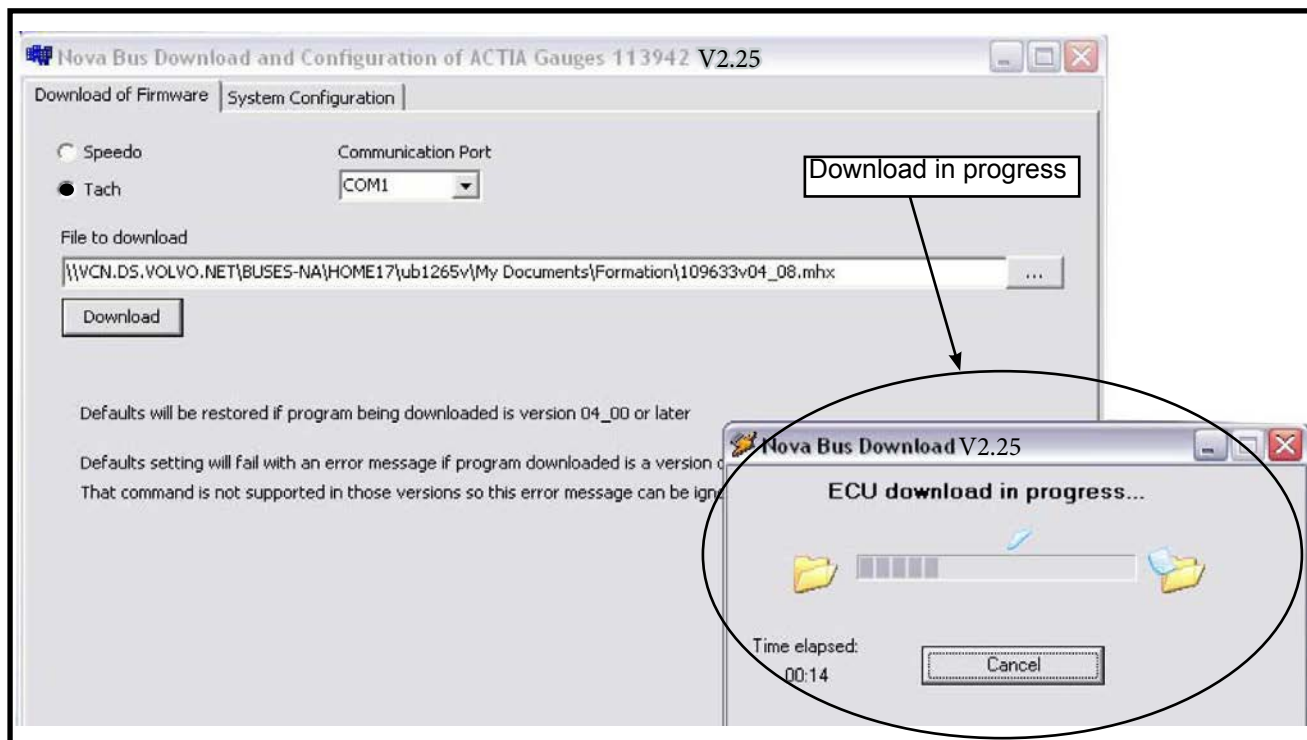 Nova Bus Download and Configuration of ACTIA Gauges 113942 V2.25
Download of Firmware System Configuration
Speedo Communication Port
Tach COM1
Download in progress
File to download
\\VCN.DS.VOLVO.NET\BUSES-NA\HOME17\ub1265v\My Documents\Formation\109633v04_08.mhx ...
Download
Defaults will be restored if program being downloaded is version 04_00 or later
Defaults setting will fail with an error message if program downloaded is a version
That command is not supported in those versions so this error message can be
Nova Bus Download V2.25
ECU download in progress...
Time elapsed:
00:14
Cancel